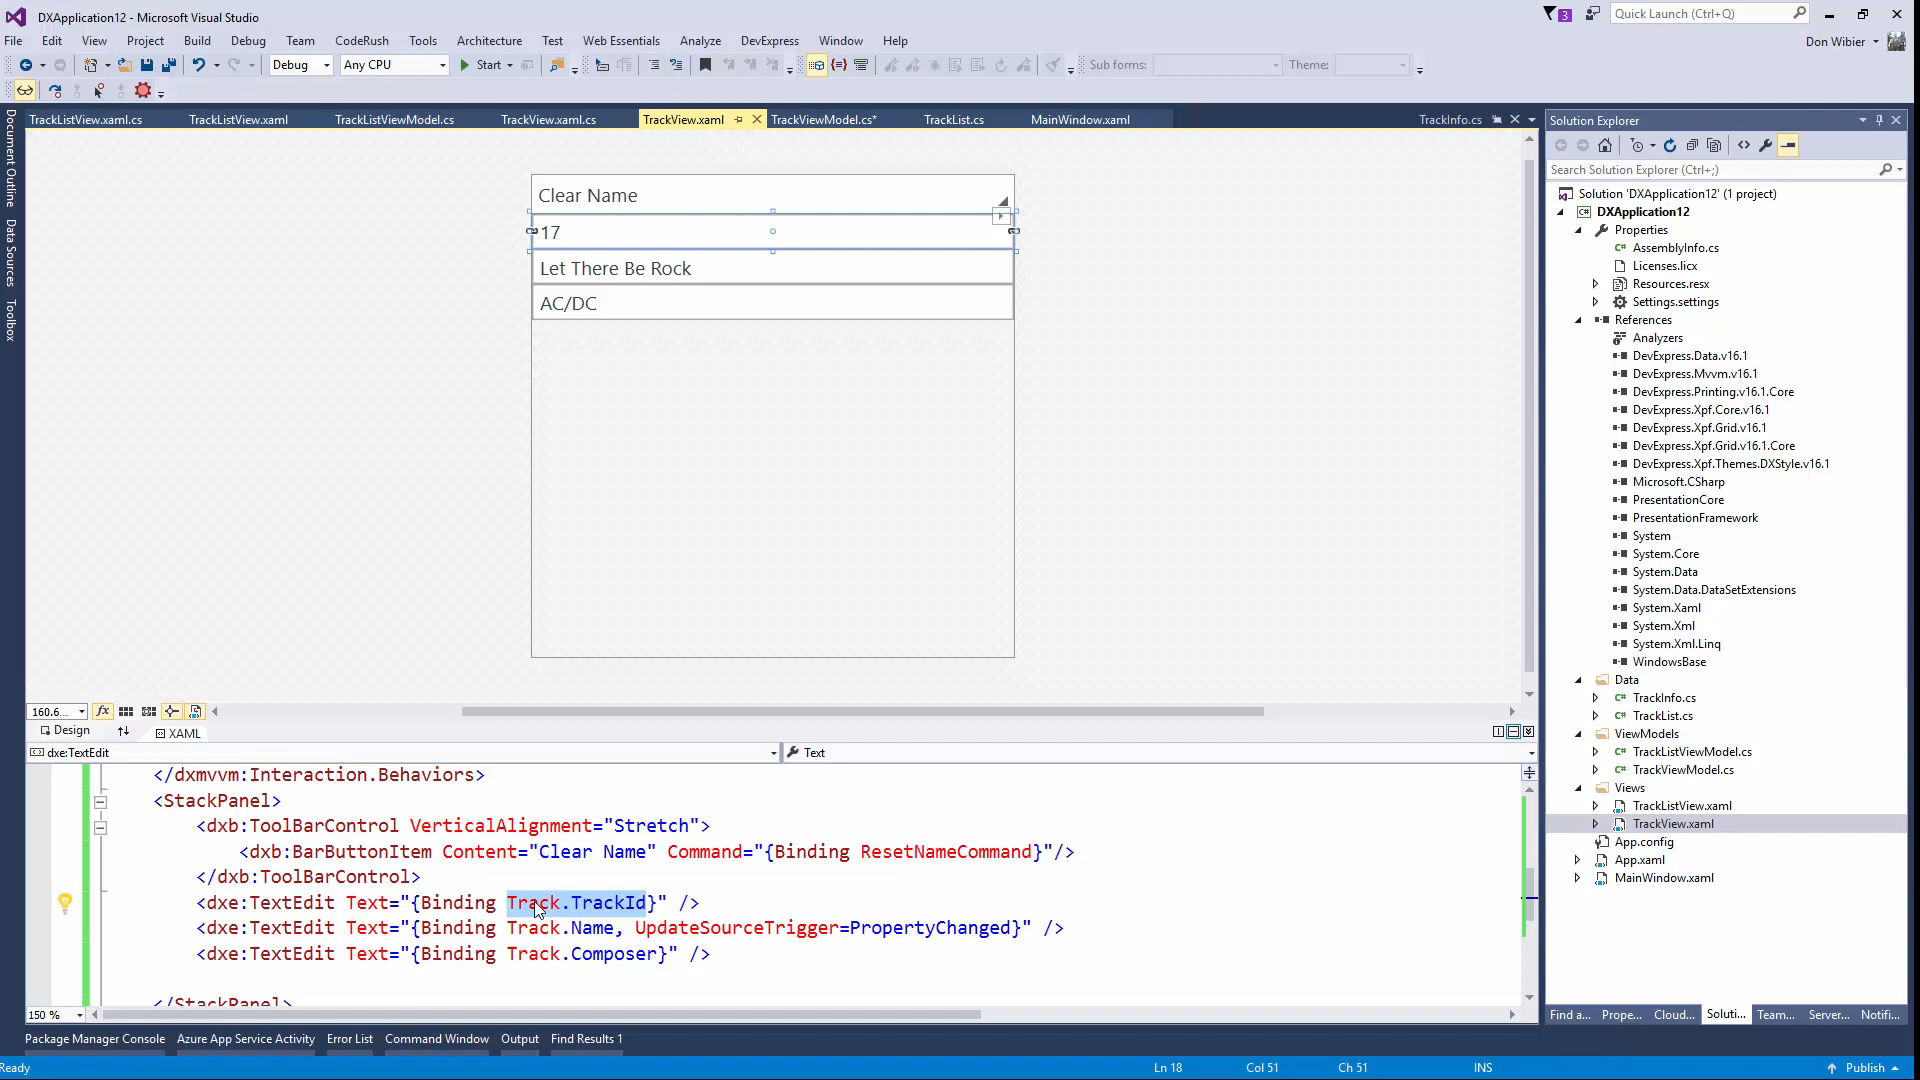 DXApplication12 - Microsoft Visual Studio
3
Quick Launch (Ctrl+Q)
File Edit View Project Build Debug Team CodeRush Tools Architecture Test Web Essentials Analyze DevExpress Window Help
Don Wibier
Debug Any CPU Start Sub forms: Theme:
Document Outline
Data Sources
Toolbox
TrackListView.xaml.cs TrackListView.xaml TrackListViewModel.cs TrackView.xaml.cs TrackView.xaml TrackViewModel.cs* TrackList.cs MainWindow.xaml TrackInfo.cs
Clear Name
17
Let There Be Rock
AC/DC
160.6...
Design XAML
dxe:TextEdit Text
</dxmvvm:Interaction.Behaviors>
<StackPanel>
<dxb:ToolBarControl VerticalAlignment="Stretch">
<dxb:BarButtonItem Content="Clear Name" Command="{Binding ResetNameCommand}"/>
</dxb:ToolBarControl>
<dxe:TextEdit Text="{Binding Track.TrackId}" />
<dxe:TextEdit Text="{Binding Track.Name, UpdateSourceTrigger=PropertyChanged}" />
<dxe:TextEdit Text="{Binding Track.Composer}" />
</StackPanel>
150 %
Solution Explorer
Search Solution Explorer (Ctrl+;)
Solution 'DXApplication12' (1 project)
DXApplication12
Properties
AssemblyInfo.cs
Licenses.licx
Resources.resx
Settings.settings
References
Analyzers
DevExpress.Data.v16.1
DevExpress.Mvvm.v16.1
DevExpress.Printing.v16.1.Core
DevExpress.Xpf.Core.v16.1
DevExpress.Xpf.Grid.v16.1
DevExpress.Xpf.Grid.v16.1.Core
DevExpress.Xpf.Themes.DXStyle.v16.1
Microsoft.CSharp
PresentationCore
PresentationFramework
System
System.Core
System.Data
System.Data.DataSetExtensions
System.Xaml
System.Xml
System.Xml.Linq
WindowsBase
Data
TrackInfo.cs
TrackList.cs
ViewModels
TrackListViewModel.cs
TrackViewModel.cs
Views
TrackListView.xaml
TrackView.xaml
App.config
App.xaml
MainWindow.xaml
Find a... Prope... Cloud... Soluti... Team... Server... Notifi...
Package Manager Console Azure App Service Activity Error List Command Window Output Find Results 1
Ready Ln 18 Col 51 Ch 51 INS Publish